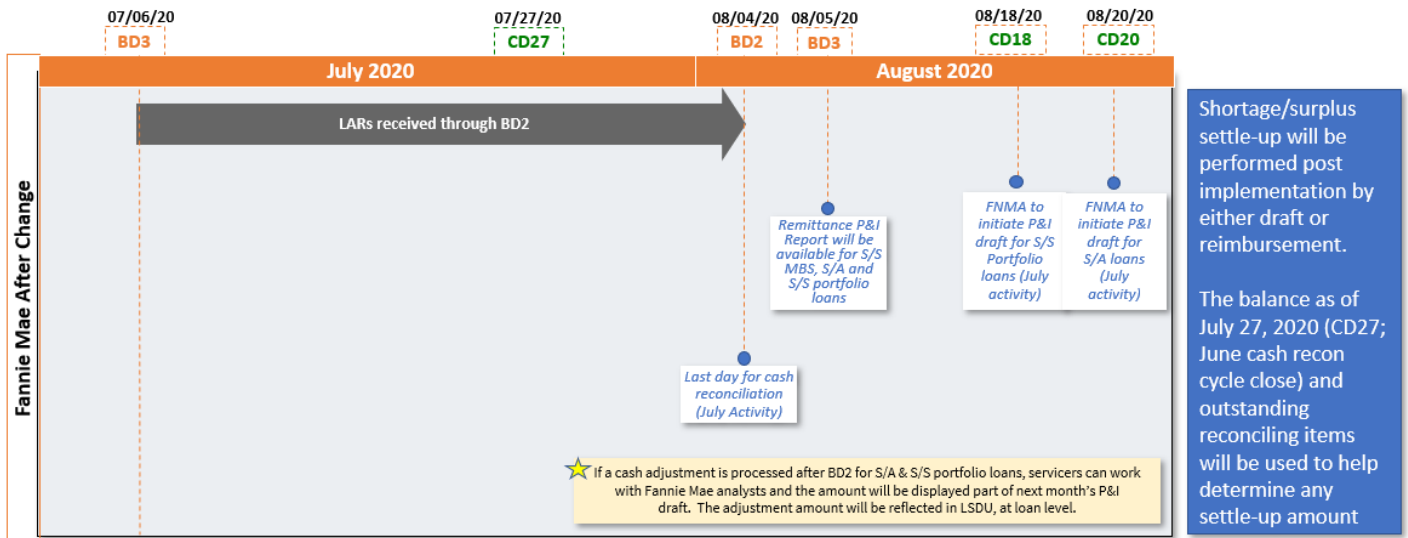 07/06/20
07/27/20
08/04/20
08/05/20
08/18/20
08/20/20
BD3
CD27
BD2
BD3
CD18
CD20
July 2020
August 2020
Fannie Mae After Change
LARs received through BD2
Remittance P&I
Report will be
available for S/S
MBS, S/A and
S/S portfolio
loans
FNMA to
initiate P&I
draft for S/S
Portfolio
loans (July
activity)
FNMA to
initiate P&I
draft for
S/A loans
(July
activity)
Last day for cash
reconciliation
(July Activity)
If a cash adjustment is processed after BD2 for S/A & S/S portfolio loans, servicers can work
with Fannie Mae analysts and the amount will be displayed part of next month's P&I
draft. The adjustment amount will be reflected in LSDU, at loan level.
Shortage/surplus
settle-up will be
performed post
implementation by
either draft or
reimbursement.
The balance as of
July 27, 2020 (CD27;
June cash recon
cycle close) and
outstanding
reconciling items
will be used to help
determine any
settle-up amount